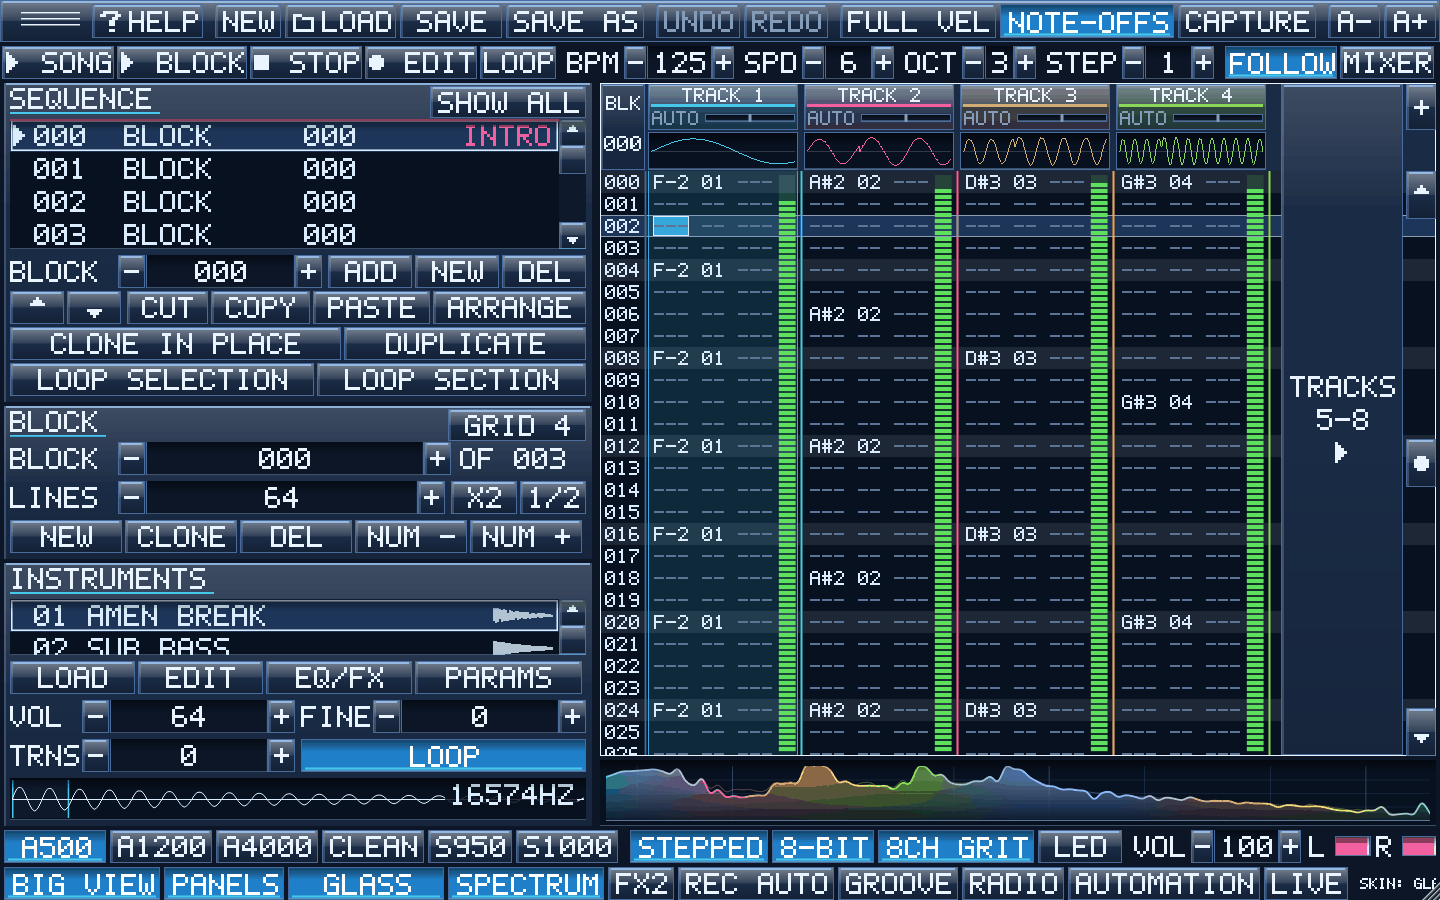 ?HELP NEW LOAD SAVE SAVE AS UNDO REDO FULL VEL NOTE-OFFS CAPTURE A- A+
SONG BLOCK STOP EDIT LOOP BPM - 125 + SPD - 6 + OCT - 3 + STEP - 1 + FOLLOW MIXER
SEQUENCE SHOW ALL
000 BLOCK 000 INTRO
001 BLOCK 000
002 BLOCK 000
003 BLOCK 000
BLOCK - 000 + ADD NEW DEL
CUT COPY PASTE ARRANGE
CLONE IN PLACE DUPLICATE
LOOP SELECTION LOOP SECTION
BLOCK GRID 4
BLOCK - 000 + OF 003
LINES - 64 + X2 1/2
NEW CLONE DEL NUM - NUM +
INSTRUMENTS
01 AMEN BREAK
02 SUB BASS
LOAD EDIT EQ/FX PARAMS
VOL - 64 + FINE - 0 +
TRNS - 0 + LOOP
16574HZ
BLK TRACK 1 TRACK 2 TRACK 3 TRACK 4 +
AUTO AUTO AUTO AUTO
000
000 F-2 01 --- A#2 02 --- D#3 03 --- G#3 04 ---
001 --- -- --- --- -- --- --- -- --- --- -- ---
002 --- -- --- --- -- --- --- -- --- --- -- ---
003 --- -- --- --- -- --- --- -- --- --- -- ---
004 F-2 01 --- --- -- --- --- -- --- --- -- ---
005 --- -- --- --- -- --- --- -- --- --- -- ---
006 --- -- --- A#2 02 --- --- -- --- --- -- ---
007 --- -- --- --- -- --- --- -- --- --- -- ---
008 F-2 01 --- --- -- --- D#3 03 --- --- -- ---
009 --- -- --- --- -- --- --- -- --- --- -- ---
010 --- -- --- --- -- --- --- -- --- G#3 04 ---
011 --- -- --- --- -- --- --- -- --- --- -- ---
012 F-2 01 --- A#2 02 --- --- -- --- --- -- ---
013 --- -- --- --- -- --- --- -- --- --- -- ---
014 --- -- --- --- -- --- --- -- --- --- -- ---
015 --- -- --- --- -- --- --- -- --- --- -- ---
016 F-2 01 --- --- -- --- D#3 03 --- --- -- ---
017 --- -- --- --- -- --- --- -- --- --- -- ---
018 --- -- --- A#2 02 --- --- -- --- --- -- ---
019 --- -- --- --- -- --- --- -- --- --- -- ---
020 F-2 01 --- --- -- --- --- -- --- G#3 04 ---
021 --- -- --- --- -- --- --- -- --- --- -- ---
022 --- -- --- --- -- --- --- -- --- --- -- ---
023 --- -- --- --- -- --- --- -- --- --- -- ---
024 F-2 01 --- A#2 02 --- D#3 03 --- --- -- ---
025 --- -- --- --- -- --- --- -- --- --- -- ---
026
TRACKS
5-8
A500 A1200 A4000 CLEAN S950 S1000 STEPPED 8-BIT 8CH GRIT LED VOL - 100 + L R
BIG VIEW PANELS GLASS SPECTRUM FX2 REC AUTO GROOVE RADIO AUTOMATION LIVE SKIN: